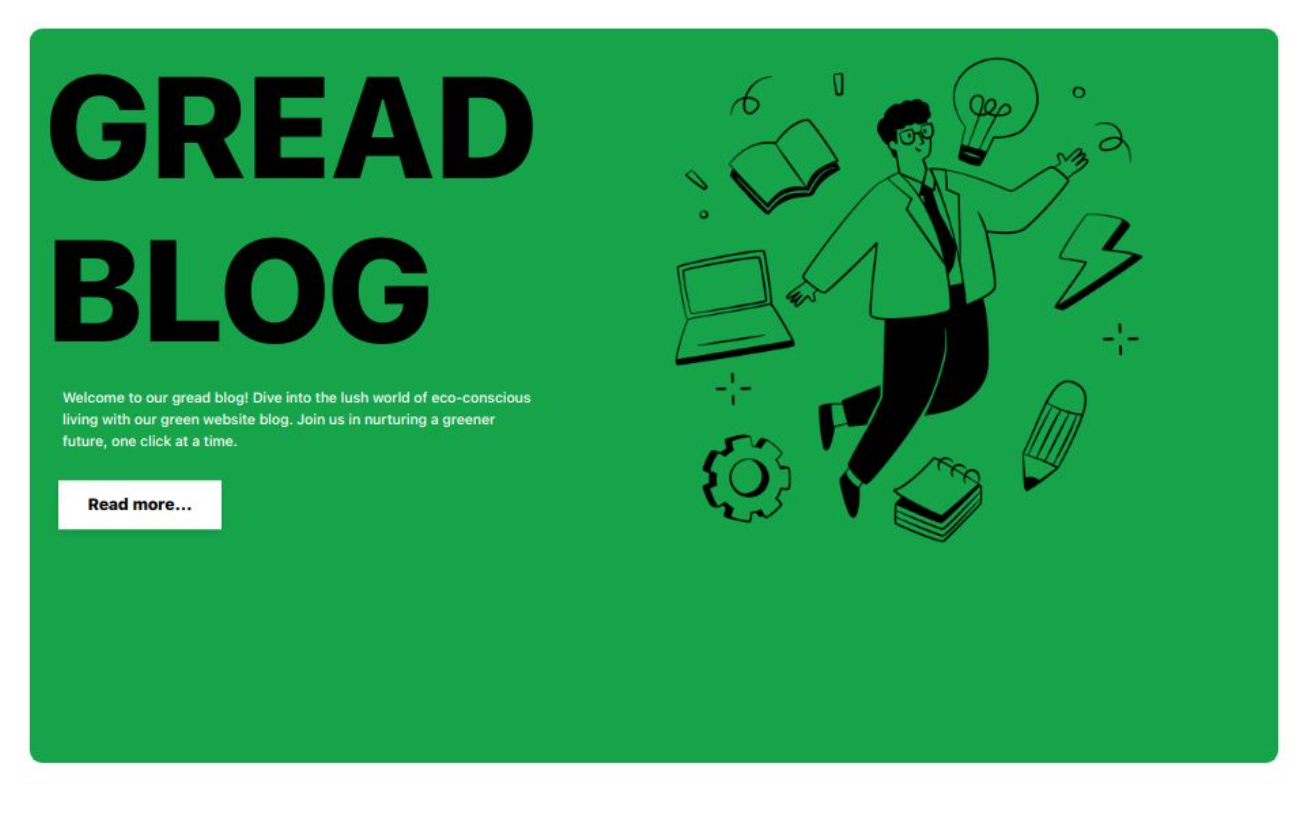 GREAD
BLOG
Welcome to our gread blog! Dive into the lush world of eco-conscious
living with our green website blog. Join us in nurturing a greener
future, one click at a time.
Read more...